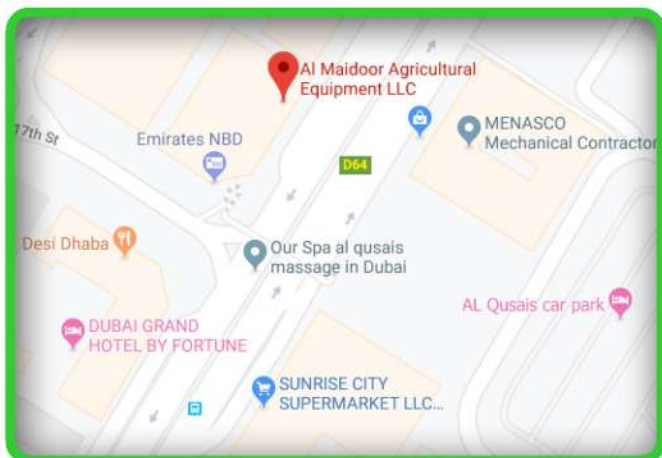 Al Maidoor Agricultural
Equipment LLC
17th St
Emirates NBD
MENASCO
Mechanical Contractor
D64
Desi Dhaba
Our Spa al qusais
massage in Dubai
AL Qusais car park
DUBAI GRAND
HOTEL BY FORTUNE
SUNRISE CITY
SUPERMARKET LLC...